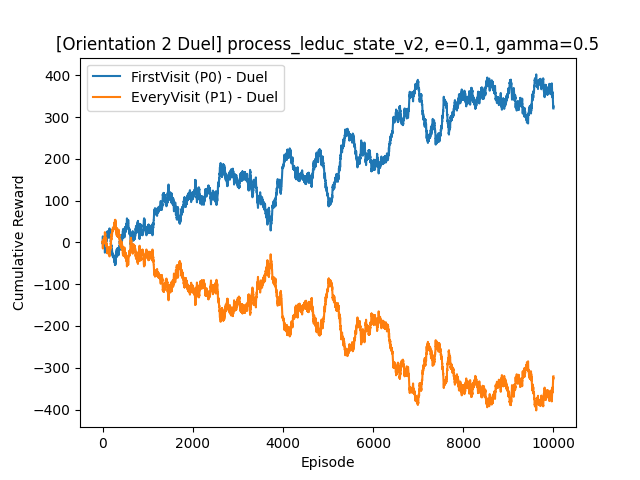 [Orientation 2 Duel] process_leduc_state_v2, e=0.1, gamma=0.5
FirstVisit (P0) - Duel
EveryVisit (P1) - Duel
Cumulative Reward
400
300
200
100
0
−100
−200
−300
−400
0 2000 4000 6000 8000 10000
Episode